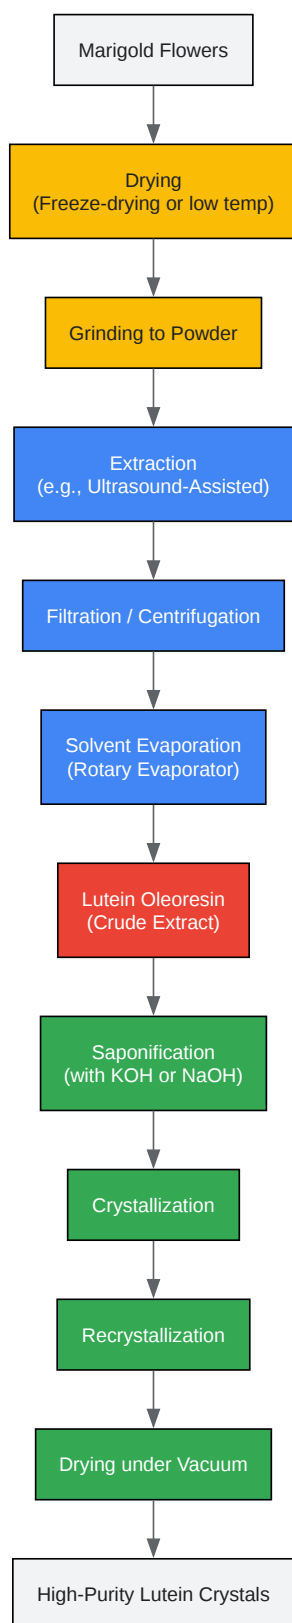 Marigold Flowers
Drying
(Freeze-drying or low temp)
Grinding to Powder
Extraction
(e.g., Ultrasound-Assisted)
Filtration / Centrifugation
Solvent Evaporation
(Rotary Evaporator)
Lutein Oleoresin
(Crude Extract)
Saponification
(with KOH or NaOH)
Crystallization
Recrystallization
Drying under Vacuum
High-Purity Lutein Crystals